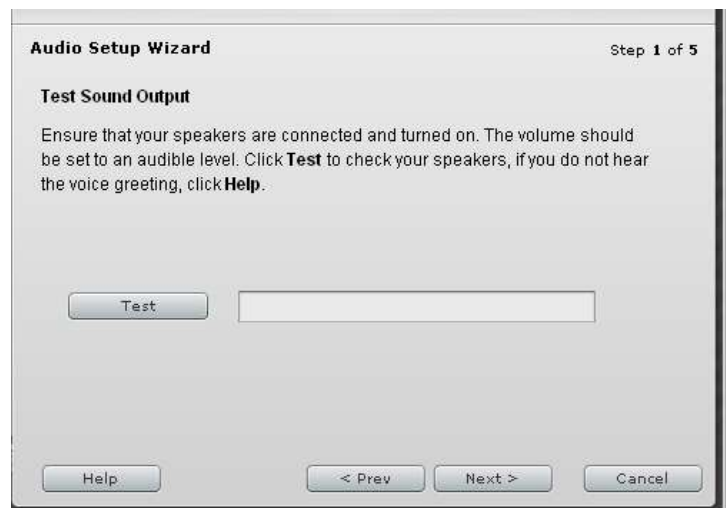 Audio Setup Wizard
Step 1 of 5
Test Sound Output
Ensure that your speakers are connected and turned on. The volume should
be set to an audible level. Click Test to check your speakers, if you do not hear
the voice greeting, click Help.
Test
Help
< Prev
Next >
Cancel